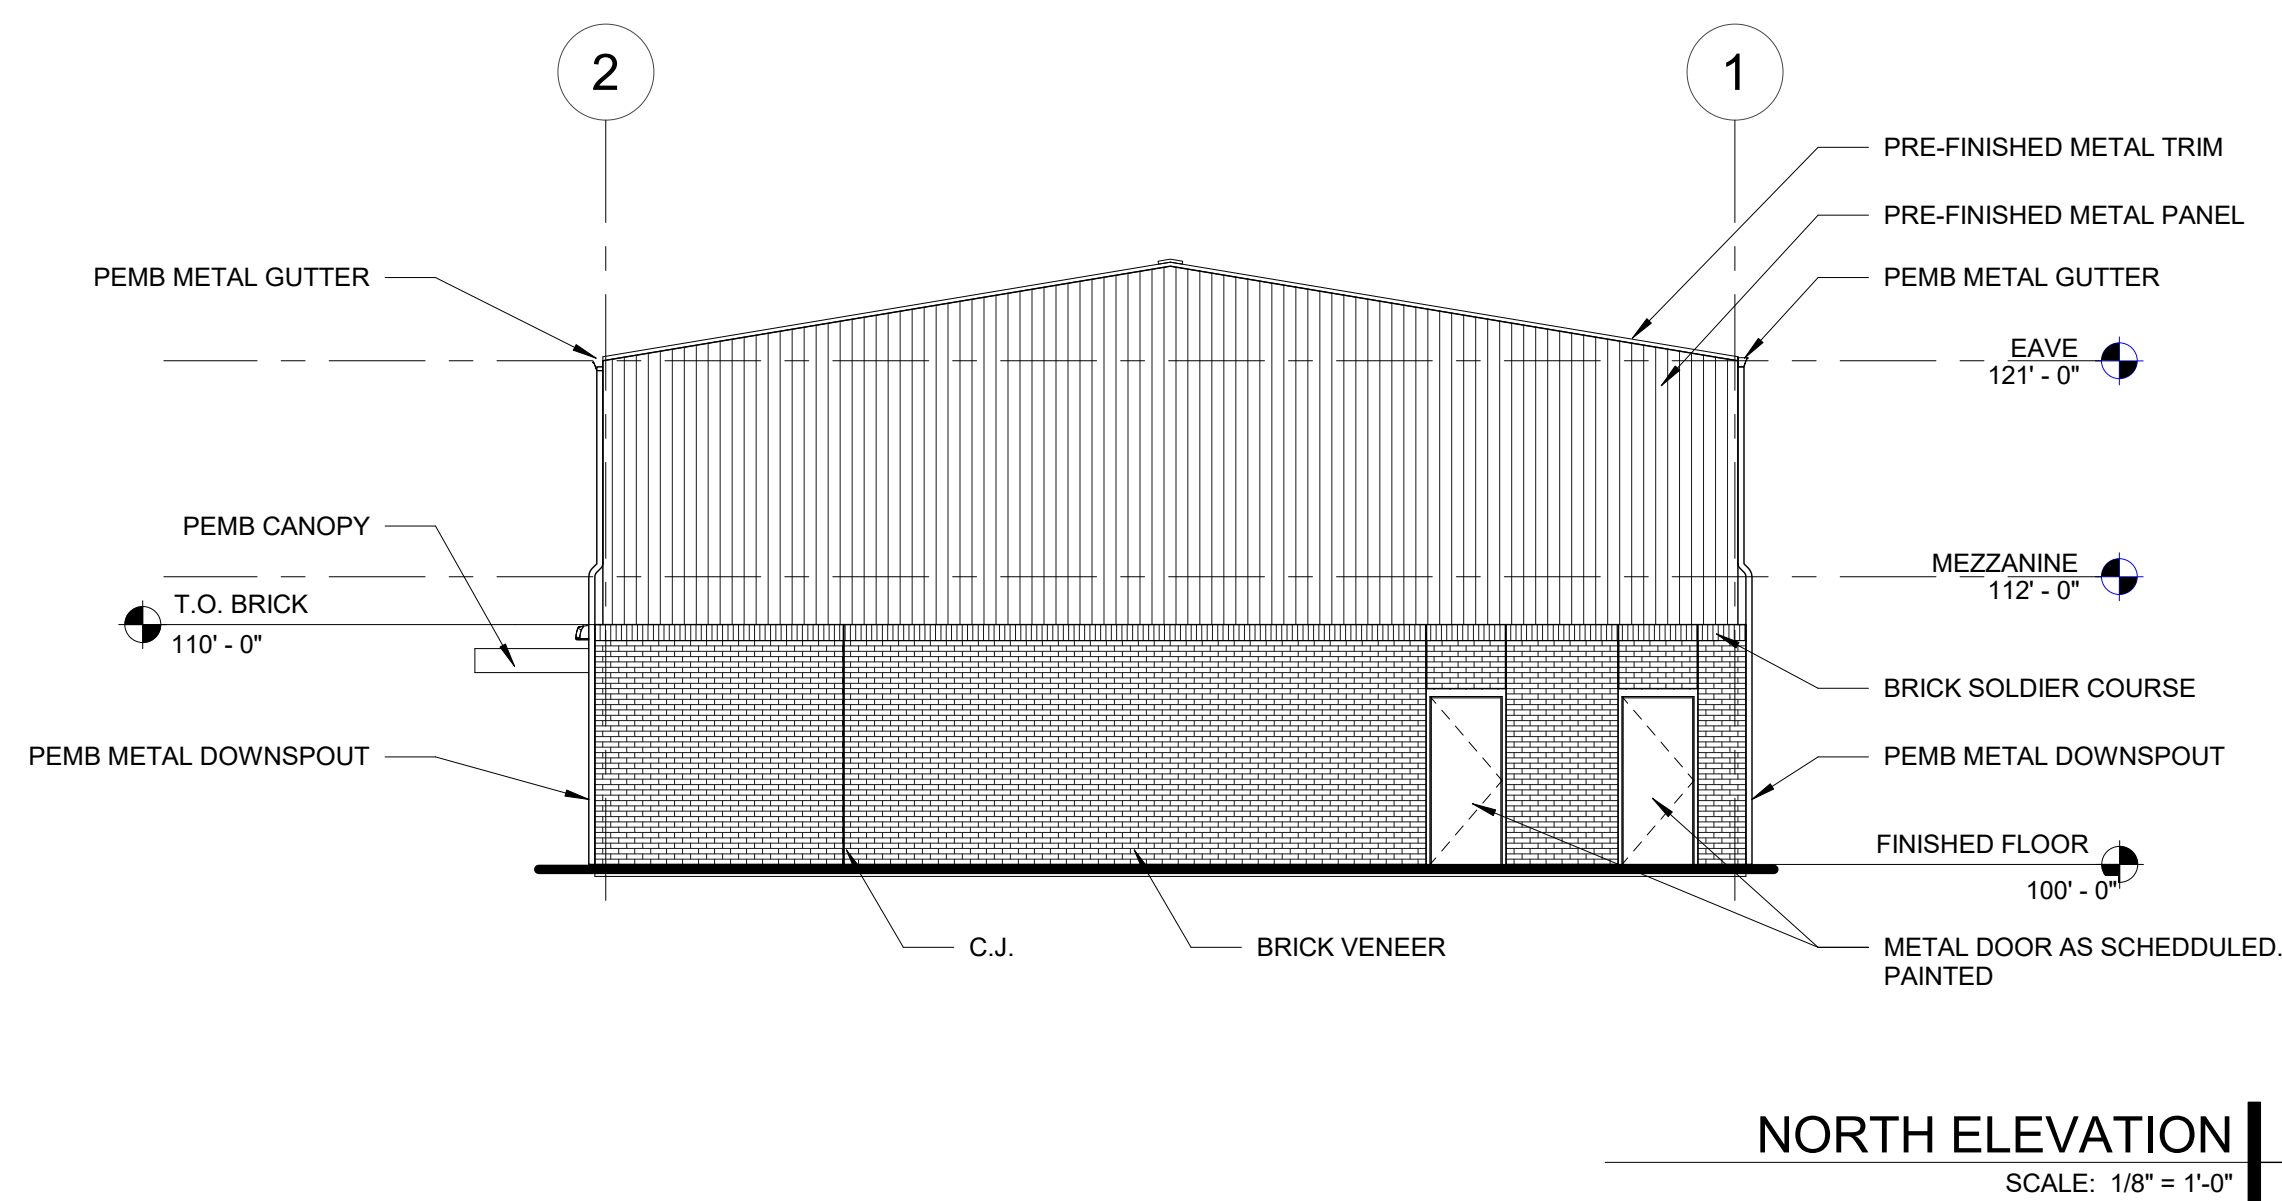 2
1
PRE-FINISHED METAL TRIM
PRE-FINISHED METAL PANEL
PEMB METAL GUTTER
PEMB METAL GUTTER
EAVE
121' - 0"
PEMB CANOPY
MEZZANINE
112' - 0"
T.O. BRICK
110' - 0"
BRICK SOLDIER COURSE
PEMB METAL DOWNSPOUT
PEMB METAL DOWNSPOUT
FINISHED FLOOR
100' - 0"
C.J.
BRICK VENEER
METAL DOOR AS SCHEDDULED.
PAINTED
NORTH ELEVATION
SCALE: 1/8" = 1'-0"